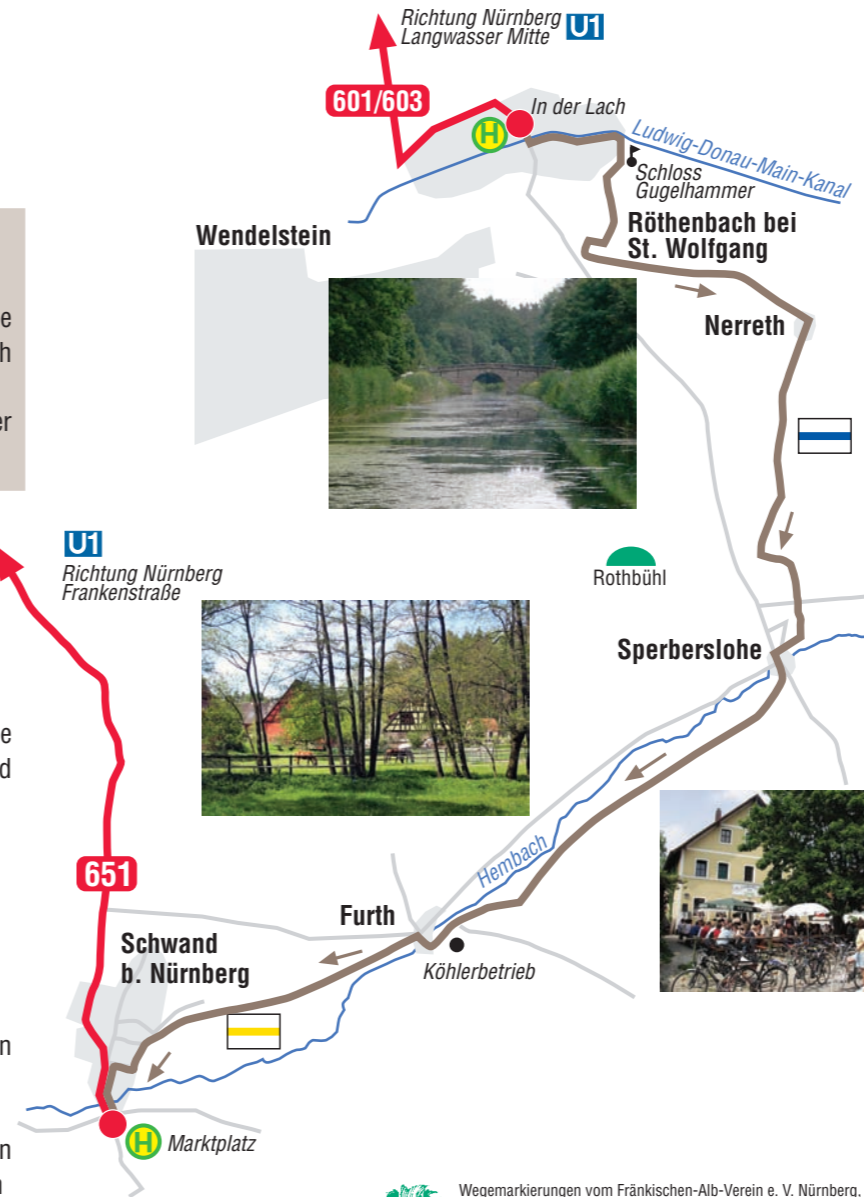 Richtung Nürnberg
Langwasser Mitte U1
601/603
In der Lach
H
Ludwig-Donau-Main-Kanal
Schloss
Gugelhammer
Wendelstein
Röthenbach bei
St. Wolfgang
e
h
er
Nerreth
U1
Richtung Nürnberg
Frankenstraße
Rothbühl
Sperberslohe
e
d
651
Hembach
Furth
Schwand
b. Nürnberg
Köhlerbetrieb
n
H Marktplatz
n
Wegemarkierungen vom Fränkischen-Alb-Verein e. V. Nürnberg.